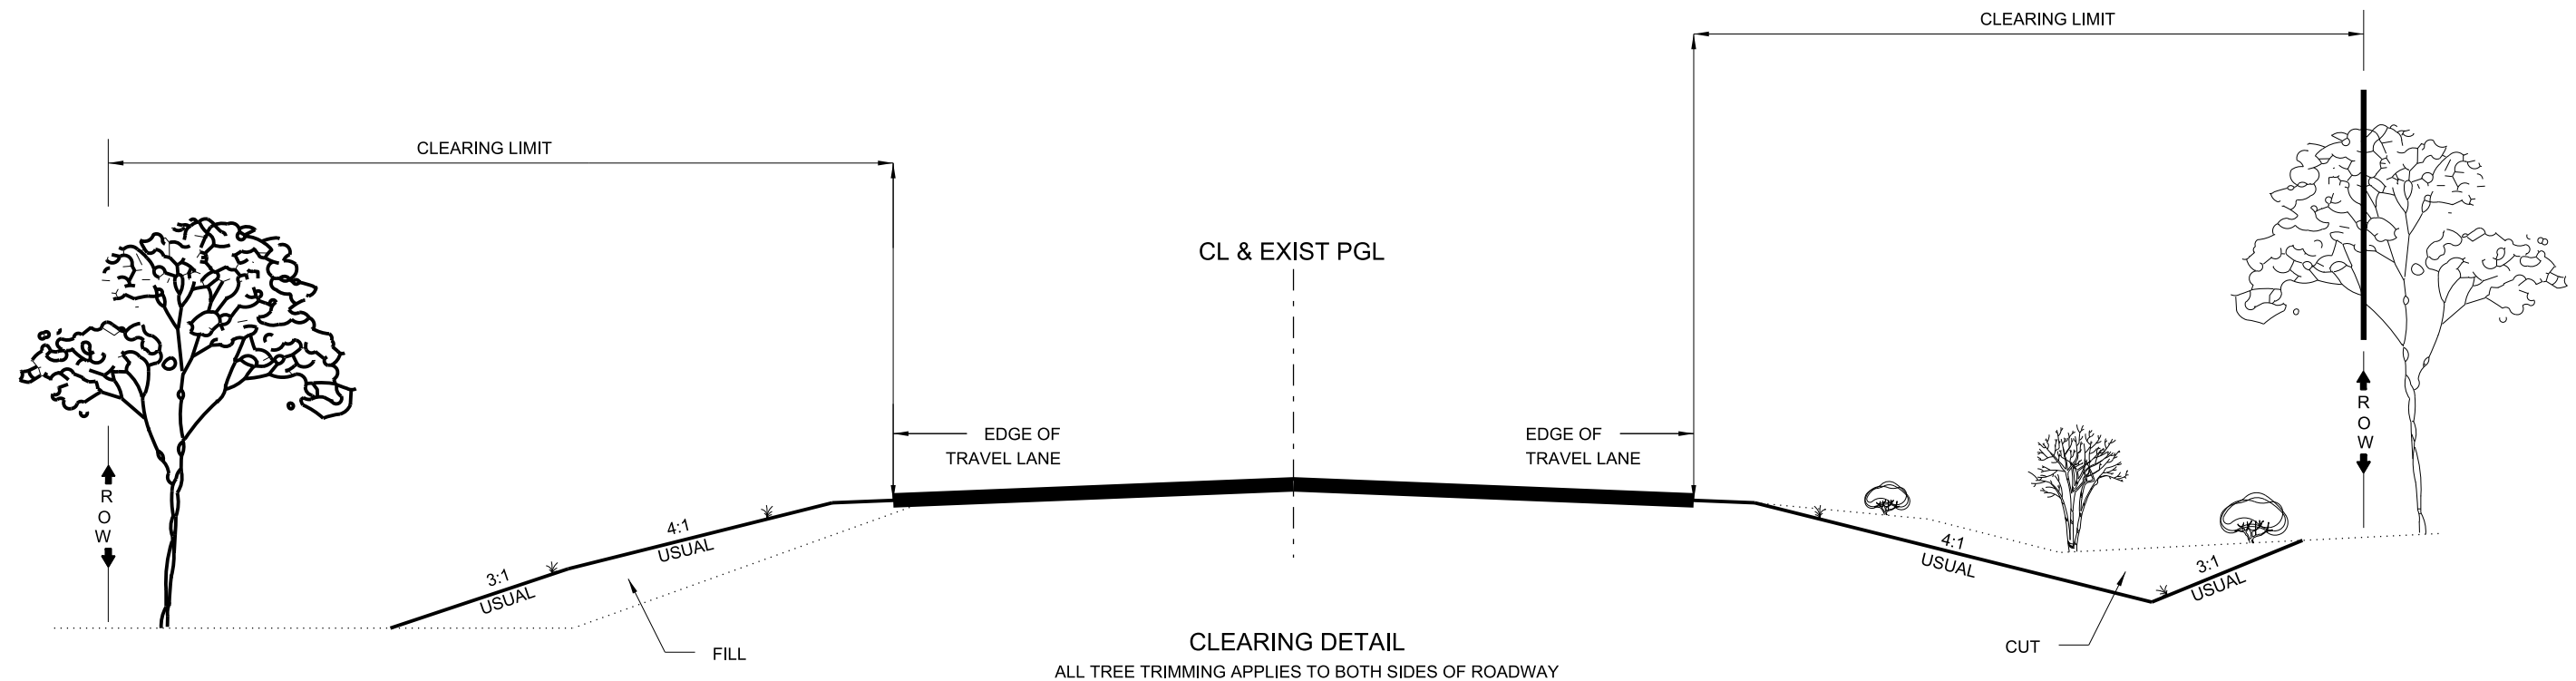 CLEARING LIMIT
CLEARING LIMIT
CL & EXIST PGL
EDGE OF
TRAVEL LANE
EDGE OF
TRAVEL LANE
ROW
ROW
4:1
USUAL
3:1
USUAL
4:1
USUAL
3:1
USUAL
FILL
CUT
CLEARING DETAIL
ALL TREE TRIMMING APPLIES TO BOTH SIDES OF ROADWAY